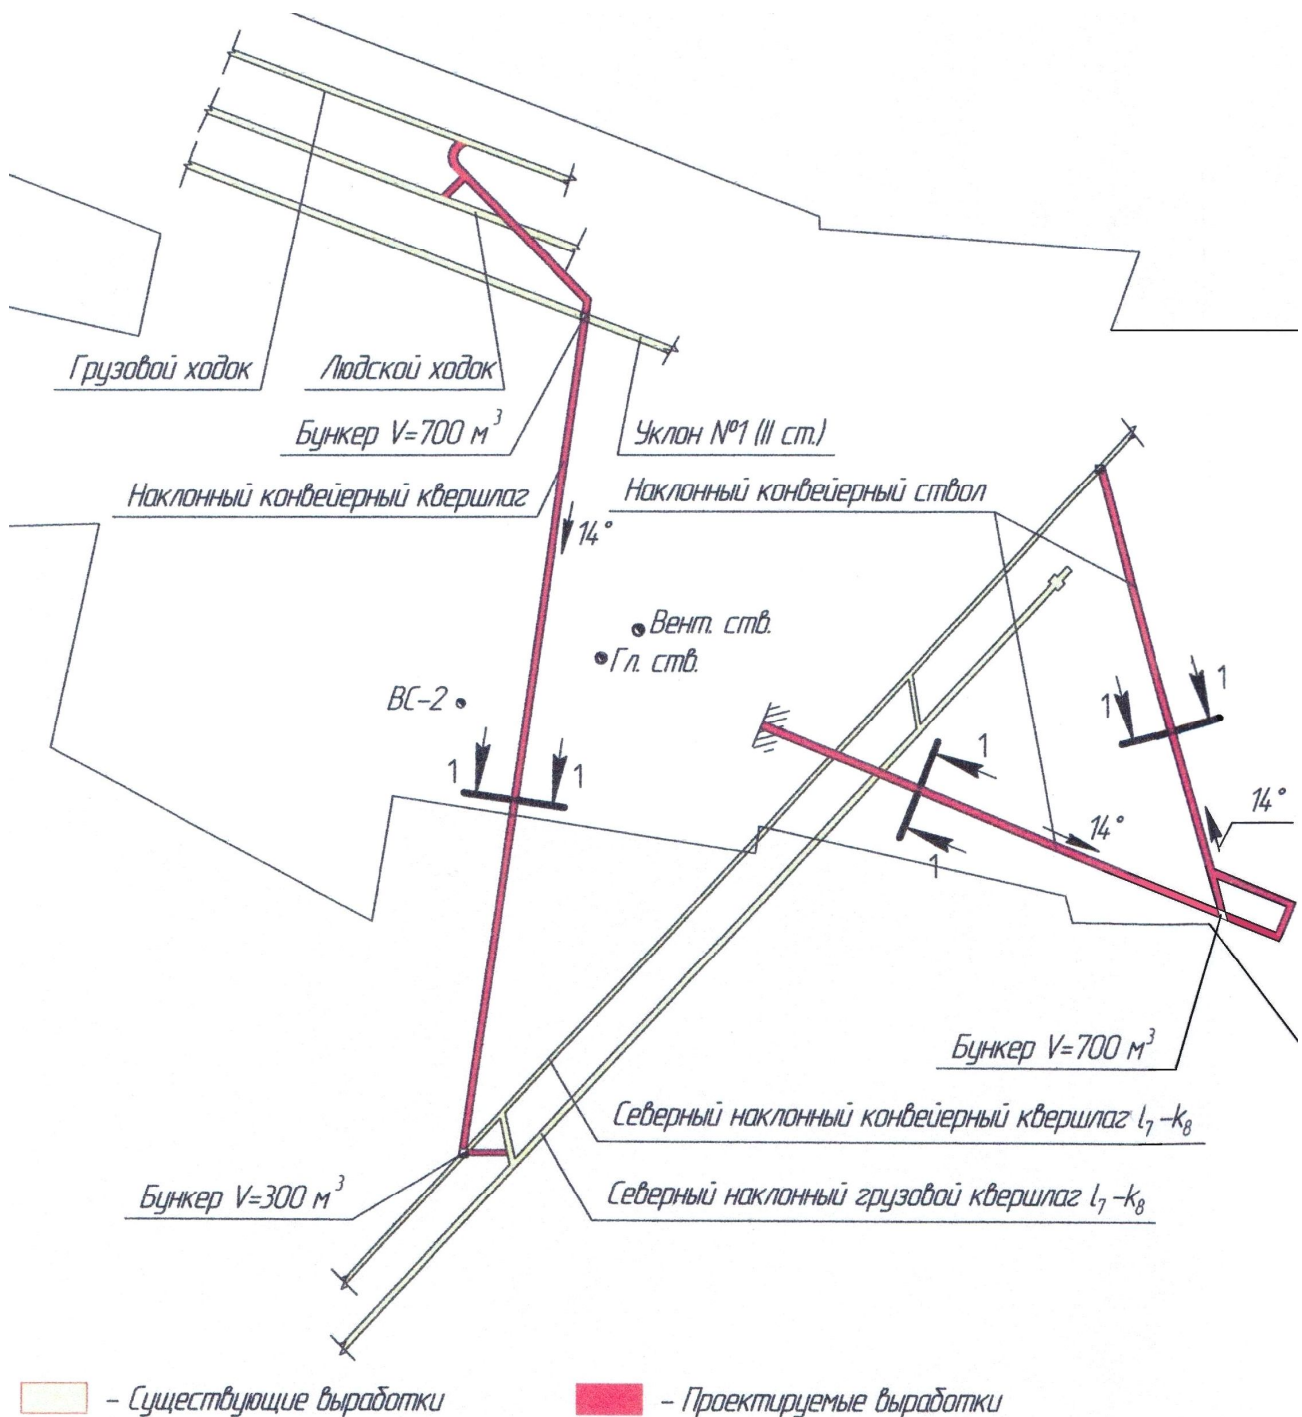 Грузовой ходок
Людской ходок
Бункер V=700 м³
Уклон №1 (II ст.)
Наклонный конвейерный квершлаг
Наклонный конвейерный ствол
14°
Вент. ств.
Гл. ств.
ВС-2
1
1
1
1
1
1
14°
14°
Бункер V=700 м³
Северный наклонный конвейерный квершлаг l₇-k₈
Бункер V=300 м³
Северный наклонный грузовой квершлаг l₇-k₈
- Существующие выработки
- Проектируемые выработки